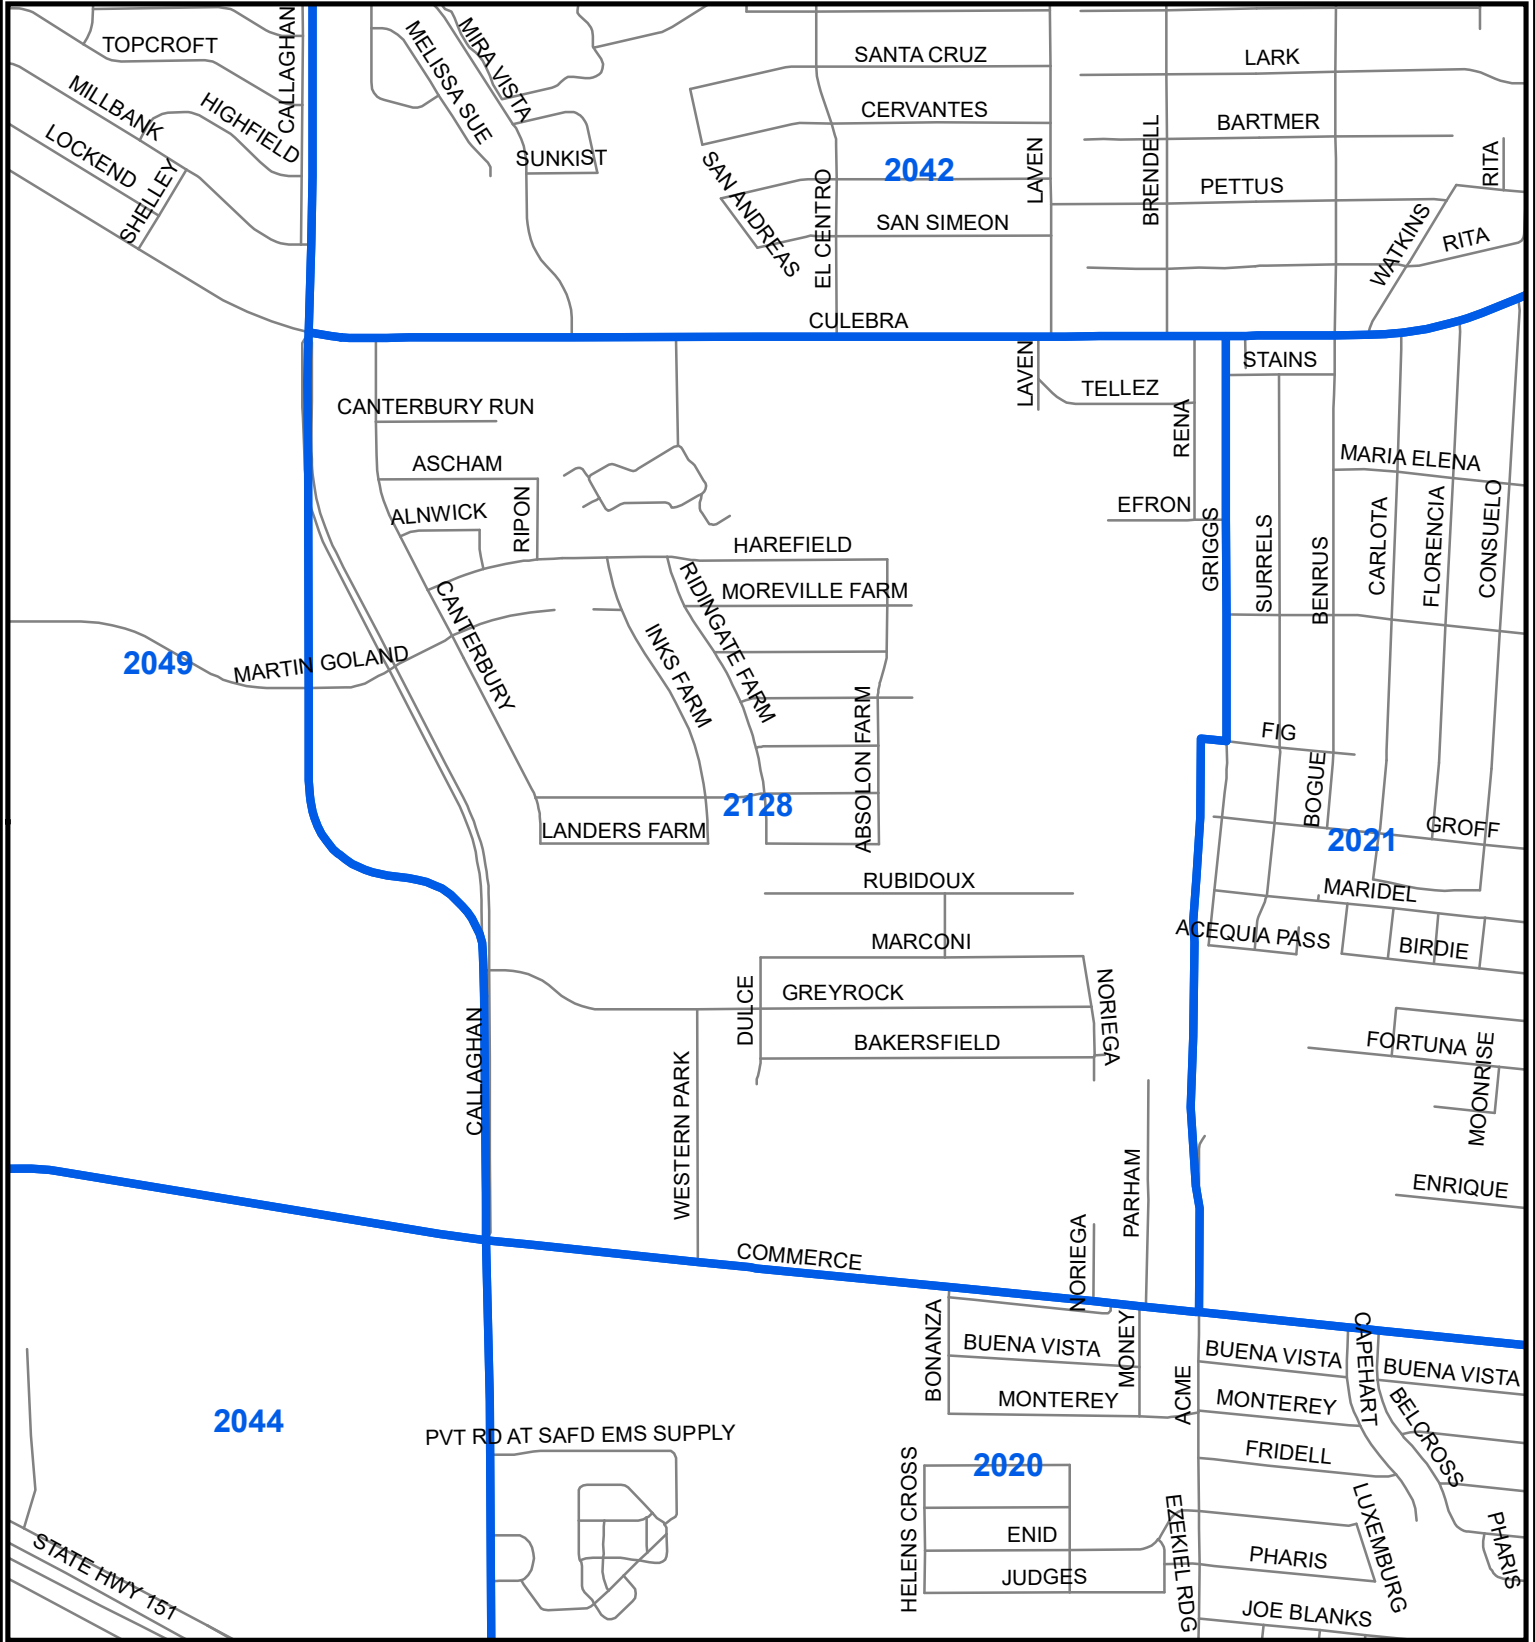 TOPCROFT
CALLAGHAN
MELISSA SUE
MIRA VISTA
SANTA CRUZ
LARK
MILLBANK
HIGHFIELD
CERVANTES
BARTMER
LOCKEND
SHELLEY
SUNKIST
SAN ANDREAS
2042
LAVEN
BRENDELL
PETTUS
RITA
EL CENTRO
SAN SIMEON
WATKINS
RITA
CULEBRA
LAVEN
TELLEZ
STAINS
CANTERBURY RUN
RENA
ASCHAM
MARIA ELENA
ALNWICK
RIPON
EFRON
GRIGGS
SURRELS
BENRUS
CARLOTA
FLORENCIA
CONSUELO
HAREFIELD
MOREVILLE FARM
RIDINGATE FARM
CANTERBURY
INKS FARM
2049
MARTIN GOLAND
ABSOLON FARM
FIG
BOGUE
2128
LANDERS FARM
2021
GROFF
RUBIDOUX
MARIDEL
MARCONI
ACEQUIA PASS
BIRDIE
DULCE
GREYROCK
NORIEGA
CALLAGHAN
BAKERSFIELD
FORTUNA
MOONRISE
WESTERN PARK
PARHAM
ENRIQUE
NORIEGA
COMMERCE
BONANZA
BUENA VISTA
MONEY
BUENA VISTA
CAPEHART
BUENA VISTA
ACME
MONTEREY
MONTEREY
BELCROSS
2044
PVT RD AT SAFD EMS SUPPLY
FRIDELL
2020
HELENS CROSS
ENID
EZEKIEL RDG
LUXEMBURG
PHARIS
PHARIS
JUDGES
STATE HWY 151
JOE BLANKS